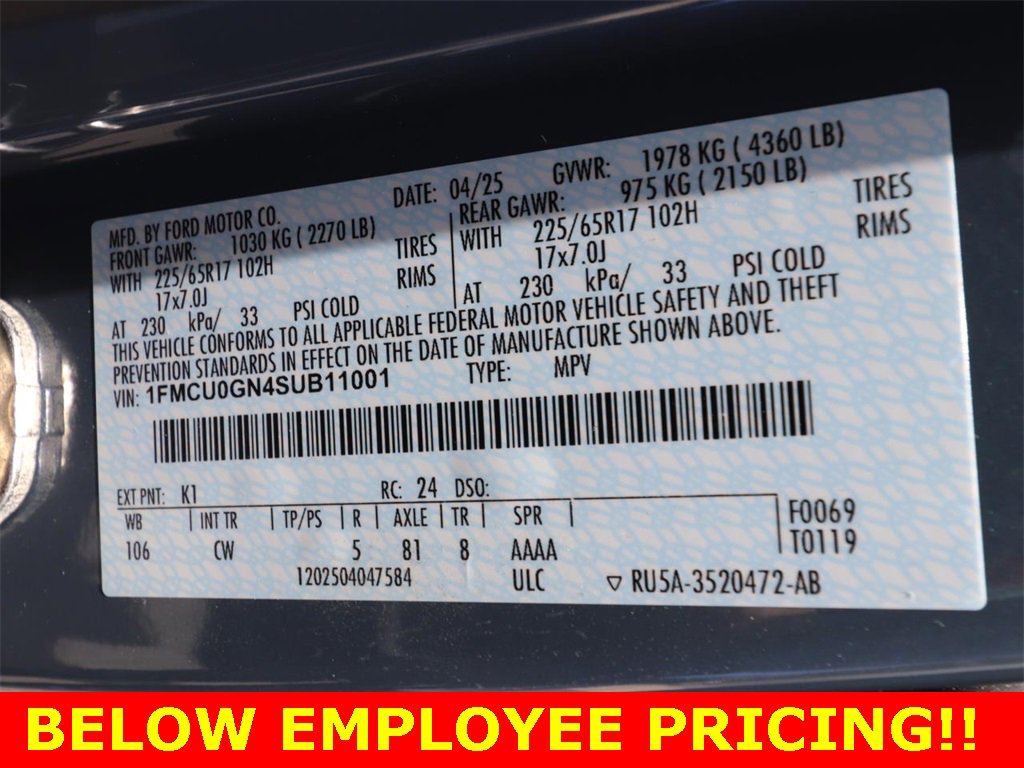 MFD. BY FORD MOTOR CO.
DATE: 04/25
GVWR: 1978 KG ( 4360 LB)
FRONT GAWR: 1030 KG ( 2270 LB)
WITH 225/65R17 102H TIRES
17x7.0J RIMS
AT 230 kPa/ 33 PSI COLD
REAR GAWR: 975 KG ( 2150 LB)
WITH 225/65R17 102H TIRES
17x7.0J RIMS
AT 230 kPa/ 33 PSI COLD
THIS VEHICLE CONFORMS TO ALL APPLICABLE FEDERAL MOTOR VEHICLE SAFETY AND THEFT
PREVENTION STANDARDS IN EFFECT ON THE DATE OF MANUFACTURE SHOWN ABOVE.
VIN: 1FMCU0GN4SUB11001 TYPE: MPV
EXT PNT: K1 RC: 24 DSO:
WB | INT TR | TP/PS | R | AXLE | TR | SPR |
106 CW 5 81 8 AAAA
F0069
T0119
1202504047584 ULC ▽ RU5A-3520472-AB
BELOW EMPLOYEE PRICING!!